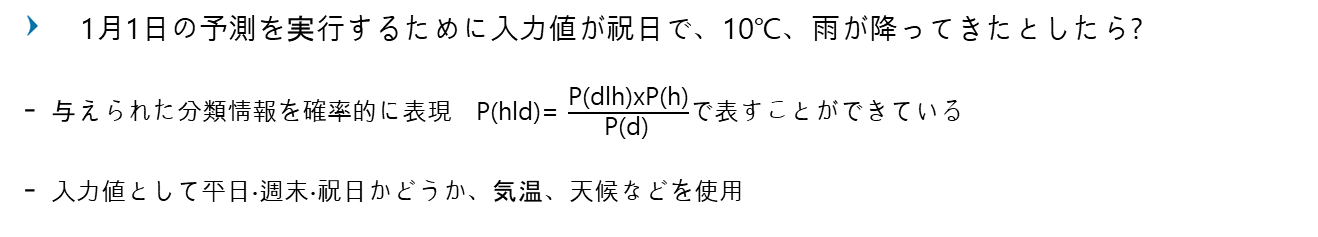 1月1日の予測を実行するために入力値が祝日で、10℃、雨が降ってきたとしたら?
- 与えられた分類情報を確率的に表現 P(hld)= P(dlh)xP(h)/P(d) で表すことができている
- 入力値として平日·週末·祝日かどうか、気温、天候などを使用